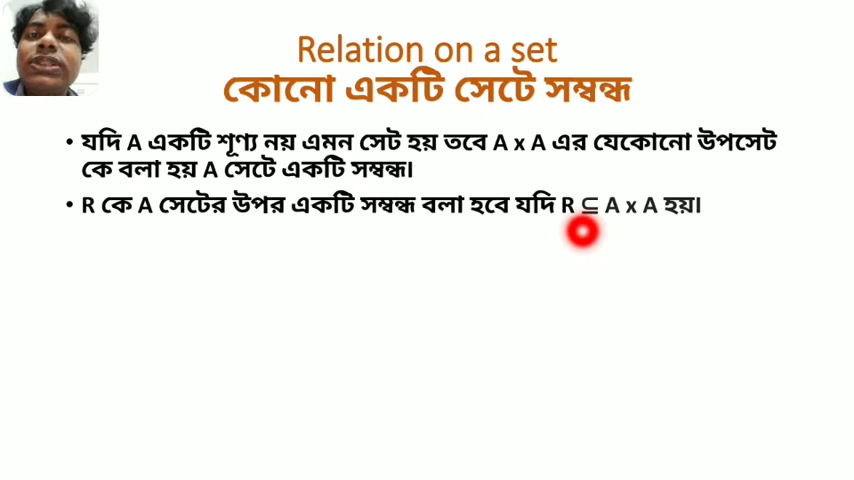 Relation on a set
কোনো একটি সেটে সম্বন্ধ
• যদি A একটি শূণ্য নয় এমন সেট হয় তবে A x A এর যেকোনো উপসেট
কে বলা হয় A সেটে একটি সম্বন্ধ।
• R কে A সেটের উপর একটি সম্বন্ধ বলা হবে যদি R ⊆ A x A হয়।